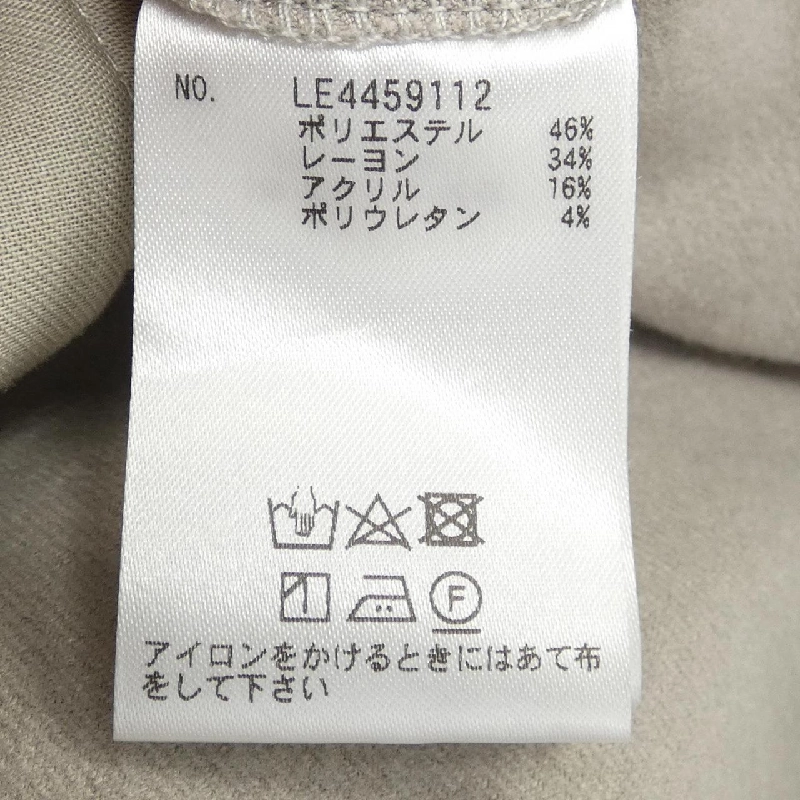 NO. LE4459112
ポリエステル 46%
レーヨン 34%
アクリル 16%
ポリウレタン 4%
F
アイロンをかけるときにはあて布
をして下さい